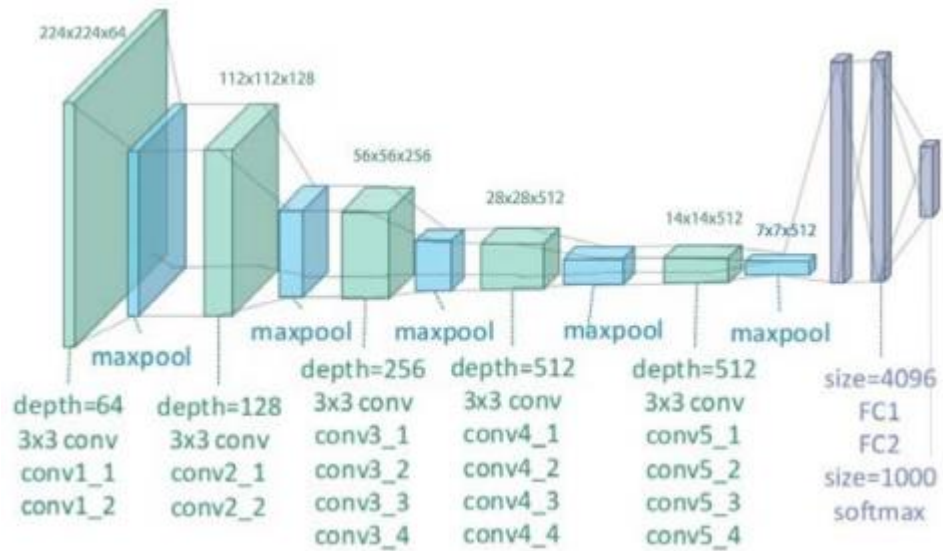 224x224x64
112x112x128
56x56x256
28x28x512
14x14x512
7x7x512
maxpool
maxpool
maxpool
maxpool
maxpool
depth=64
3x3 conv
conv1_1
conv1_2
depth=128
3x3 conv
conv2_1
conv2_2
depth=256
3x3 conv
conv3_1
conv3_2
conv3_3
conv3_4
depth=512
3x3 conv
conv4_1
conv4_2
conv4_3
conv4_4
depth=512
3x3 conv
conv5_1
conv5_2
conv5_3
conv5_4
size=4096
FC1
FC2
size=1000
softmax